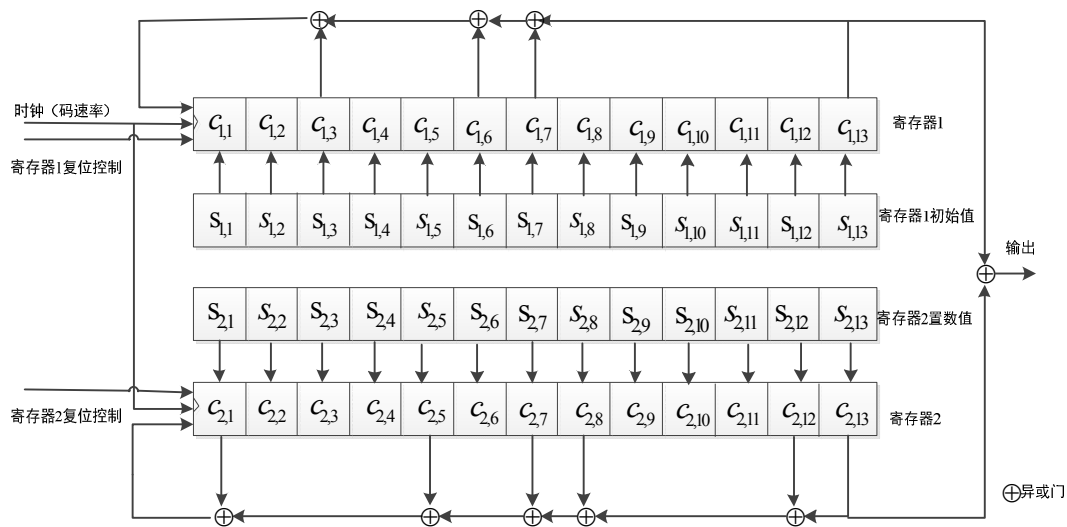 时钟（码速率）
c1,1 c1,2 c1,3 c1,4 c1,5 c1,6 c1,7 c1,8 c1,9 c1,10 c1,11 c1,12 c1,13
寄存器1
寄存器1复位控制
s1,1 s1,2 s1,3 s1,4 s1,5 s1,6 s1,7 s1,8 s1,9 s1,10 s1,11 s1,12 s1,13
寄存器1初始值
输出
s2,1 s2,2 s2,3 s2,4 s2,5 s2,6 s2,7 s2,8 s2,9 s2,10 s2,11 s2,12 s2,13
寄存器2置数值
寄存器2复位控制
c2,1 c2,2 c2,3 c2,4 c2,5 c2,6 c2,7 c2,8 c2,9 c2,10 c2,11 c2,12 c2,13
寄存器2
⊕异或门